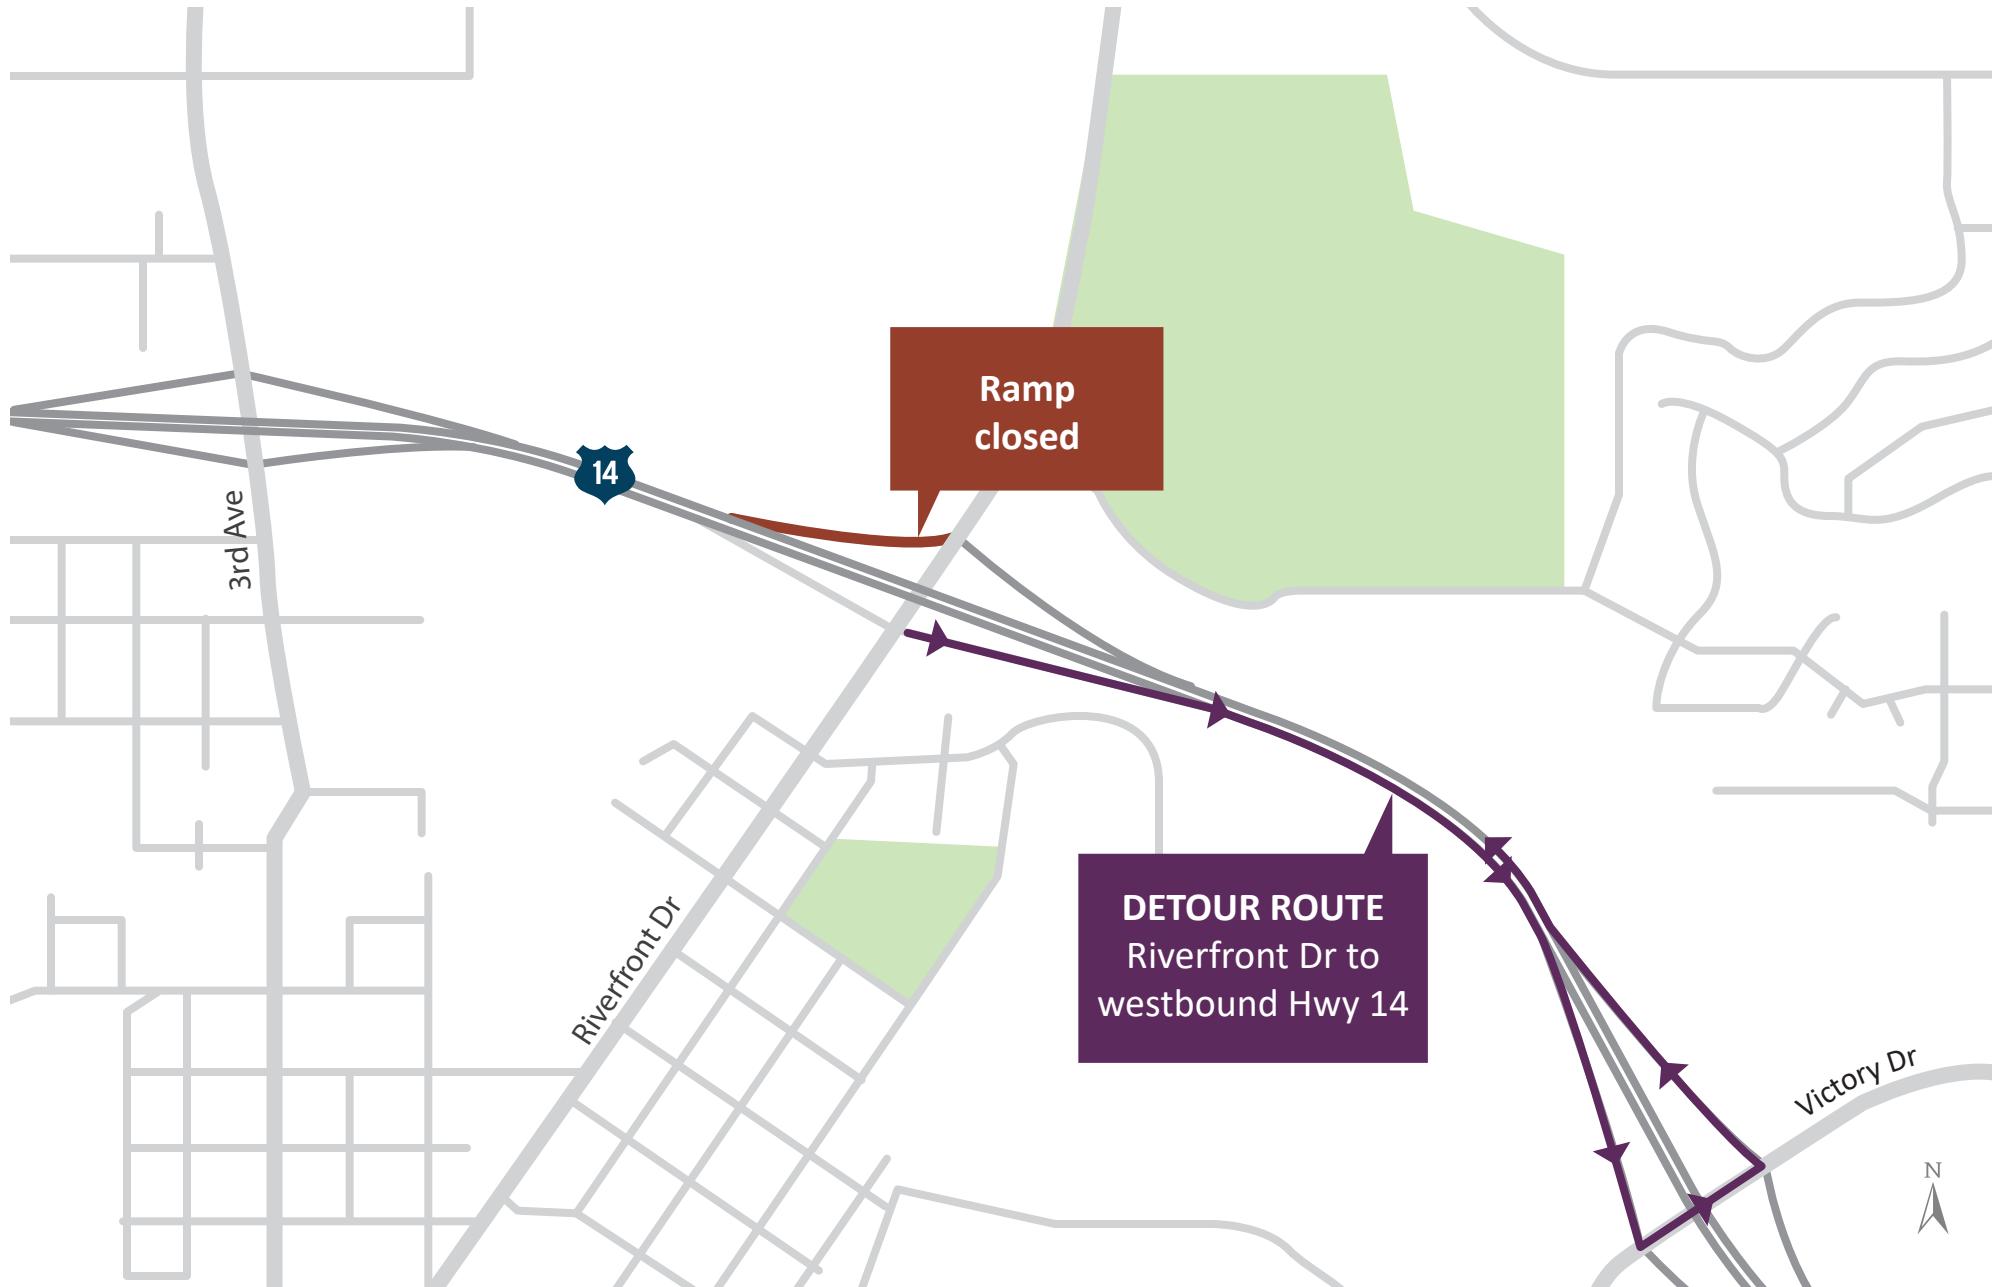 Ramp
closed
14
3rd Ave
Riverfront Dr
DETOUR ROUTE
Riverfront Dr to
westbound Hwy 14
Victory Dr
N